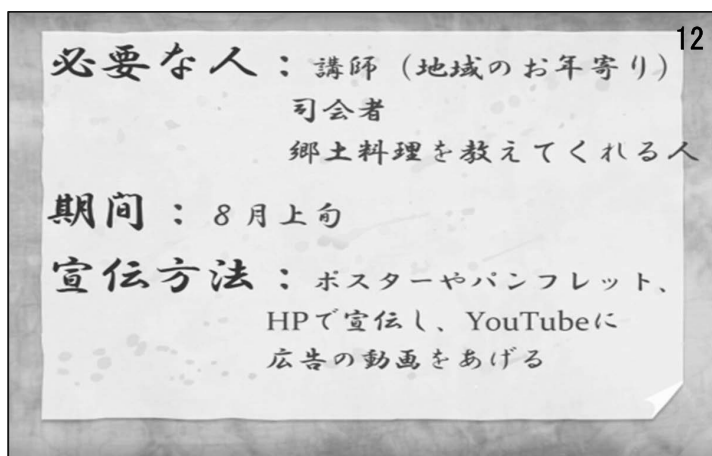 12
必要な人：講師（地域のお年寄り）
司会者
郷土料理を教えてくれる人
期間：8月上旬
宣伝方法：ポスターやパンフレット、
HPで宣伝し、YouTubeに
広告の動画をあげる